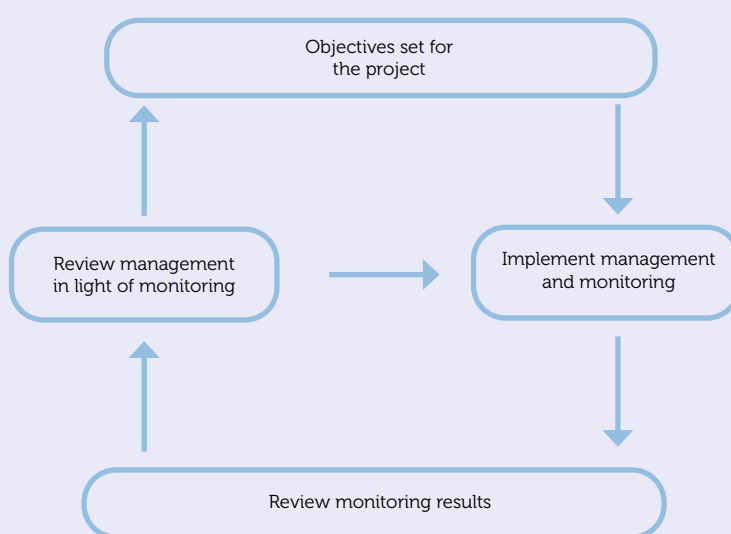 Objectives set for
the project
Review management
in light of monitoring
Implement management
and monitoring
Review monitoring results